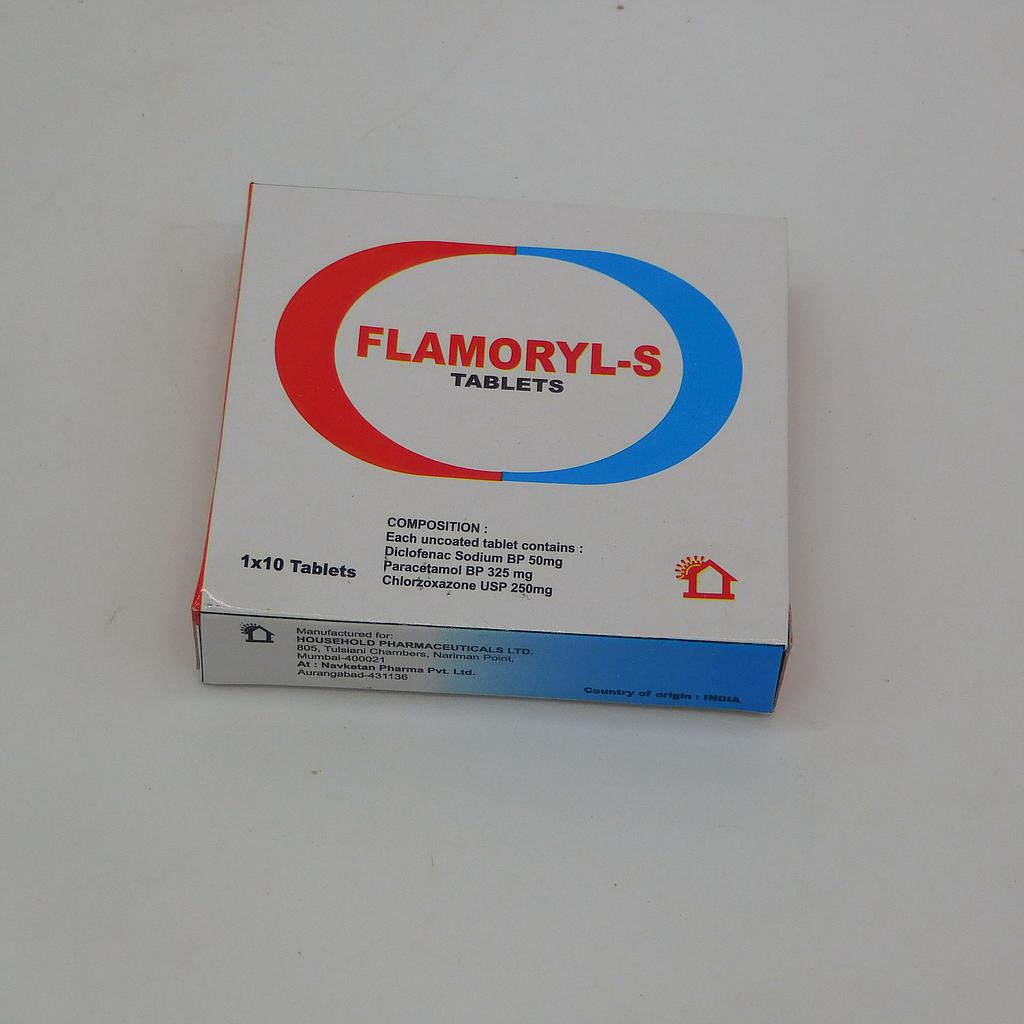 FLAMORYL-S
TABLETS
COMPOSITION :
Each uncoated tablet contains :
Diclofenac Sodium BP 50mg
Paracetamol BP 325 mg
Chlorzoxazone USP 250mg
1x10 Tablets
Manufactured for:
HOUSEHOLD PHARMACEUTICALS LTD.
805, Tulsiani Chambers, Nariman Point,
Mumbai-400021
At : Navketan Pharma Pvt. Ltd.
Aurangabad-431136
Country of origin : INDIA